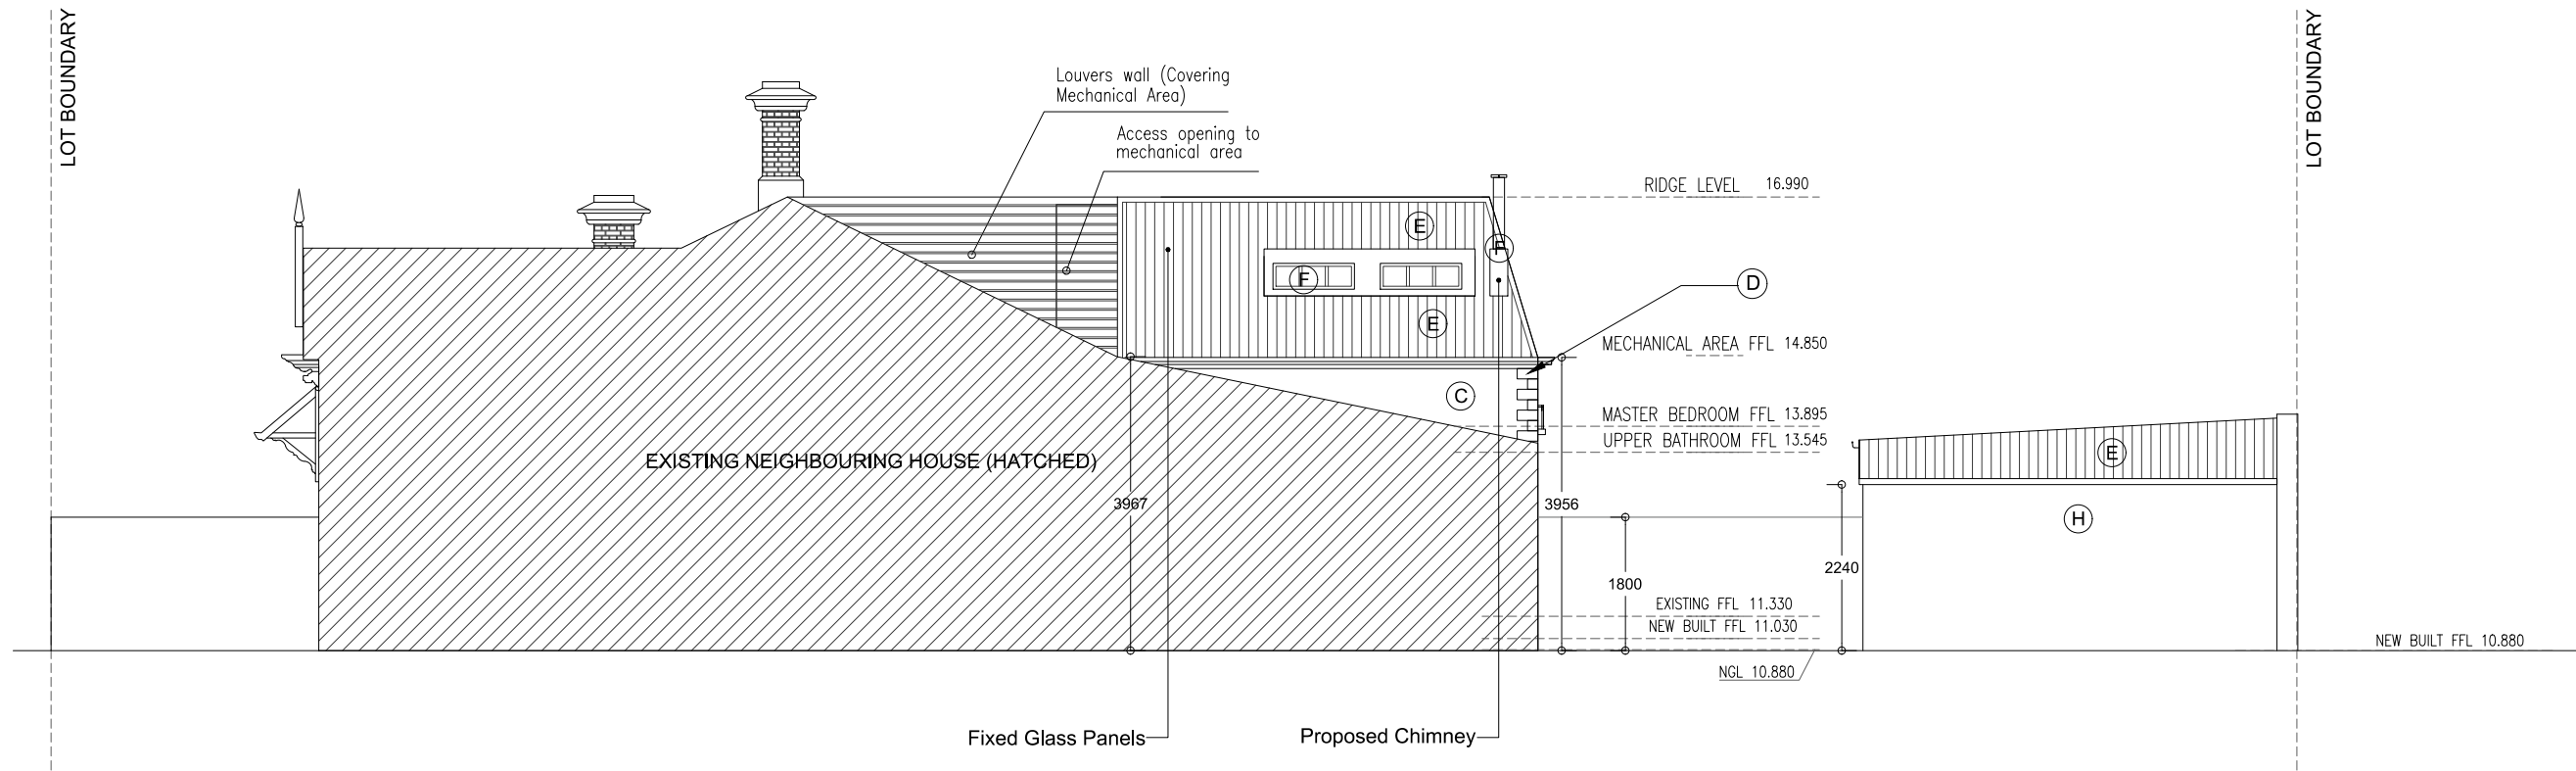 LOT BOUNDARY
LOT BOUNDARY
Louvers wall (Covering
Mechanical Area)
Access opening to
mechanical area
RIDGE LEVEL 16.990
E
F
F
E
D
MECHANICAL AREA FFL 14.850
C
MASTER BEDROOM FFL 13.895
UPPER BATHROOM FFL 13.545
E
EXISTING NEIGHBOURING HOUSE (HATCHED)
3967
3956
H
1800
2240
EXISTING FFL 11.330
NEW BUILT FFL 11.030
NEW BUILT FFL 10.880
NGL 10.880
Fixed Glass Panels
Proposed Chimney